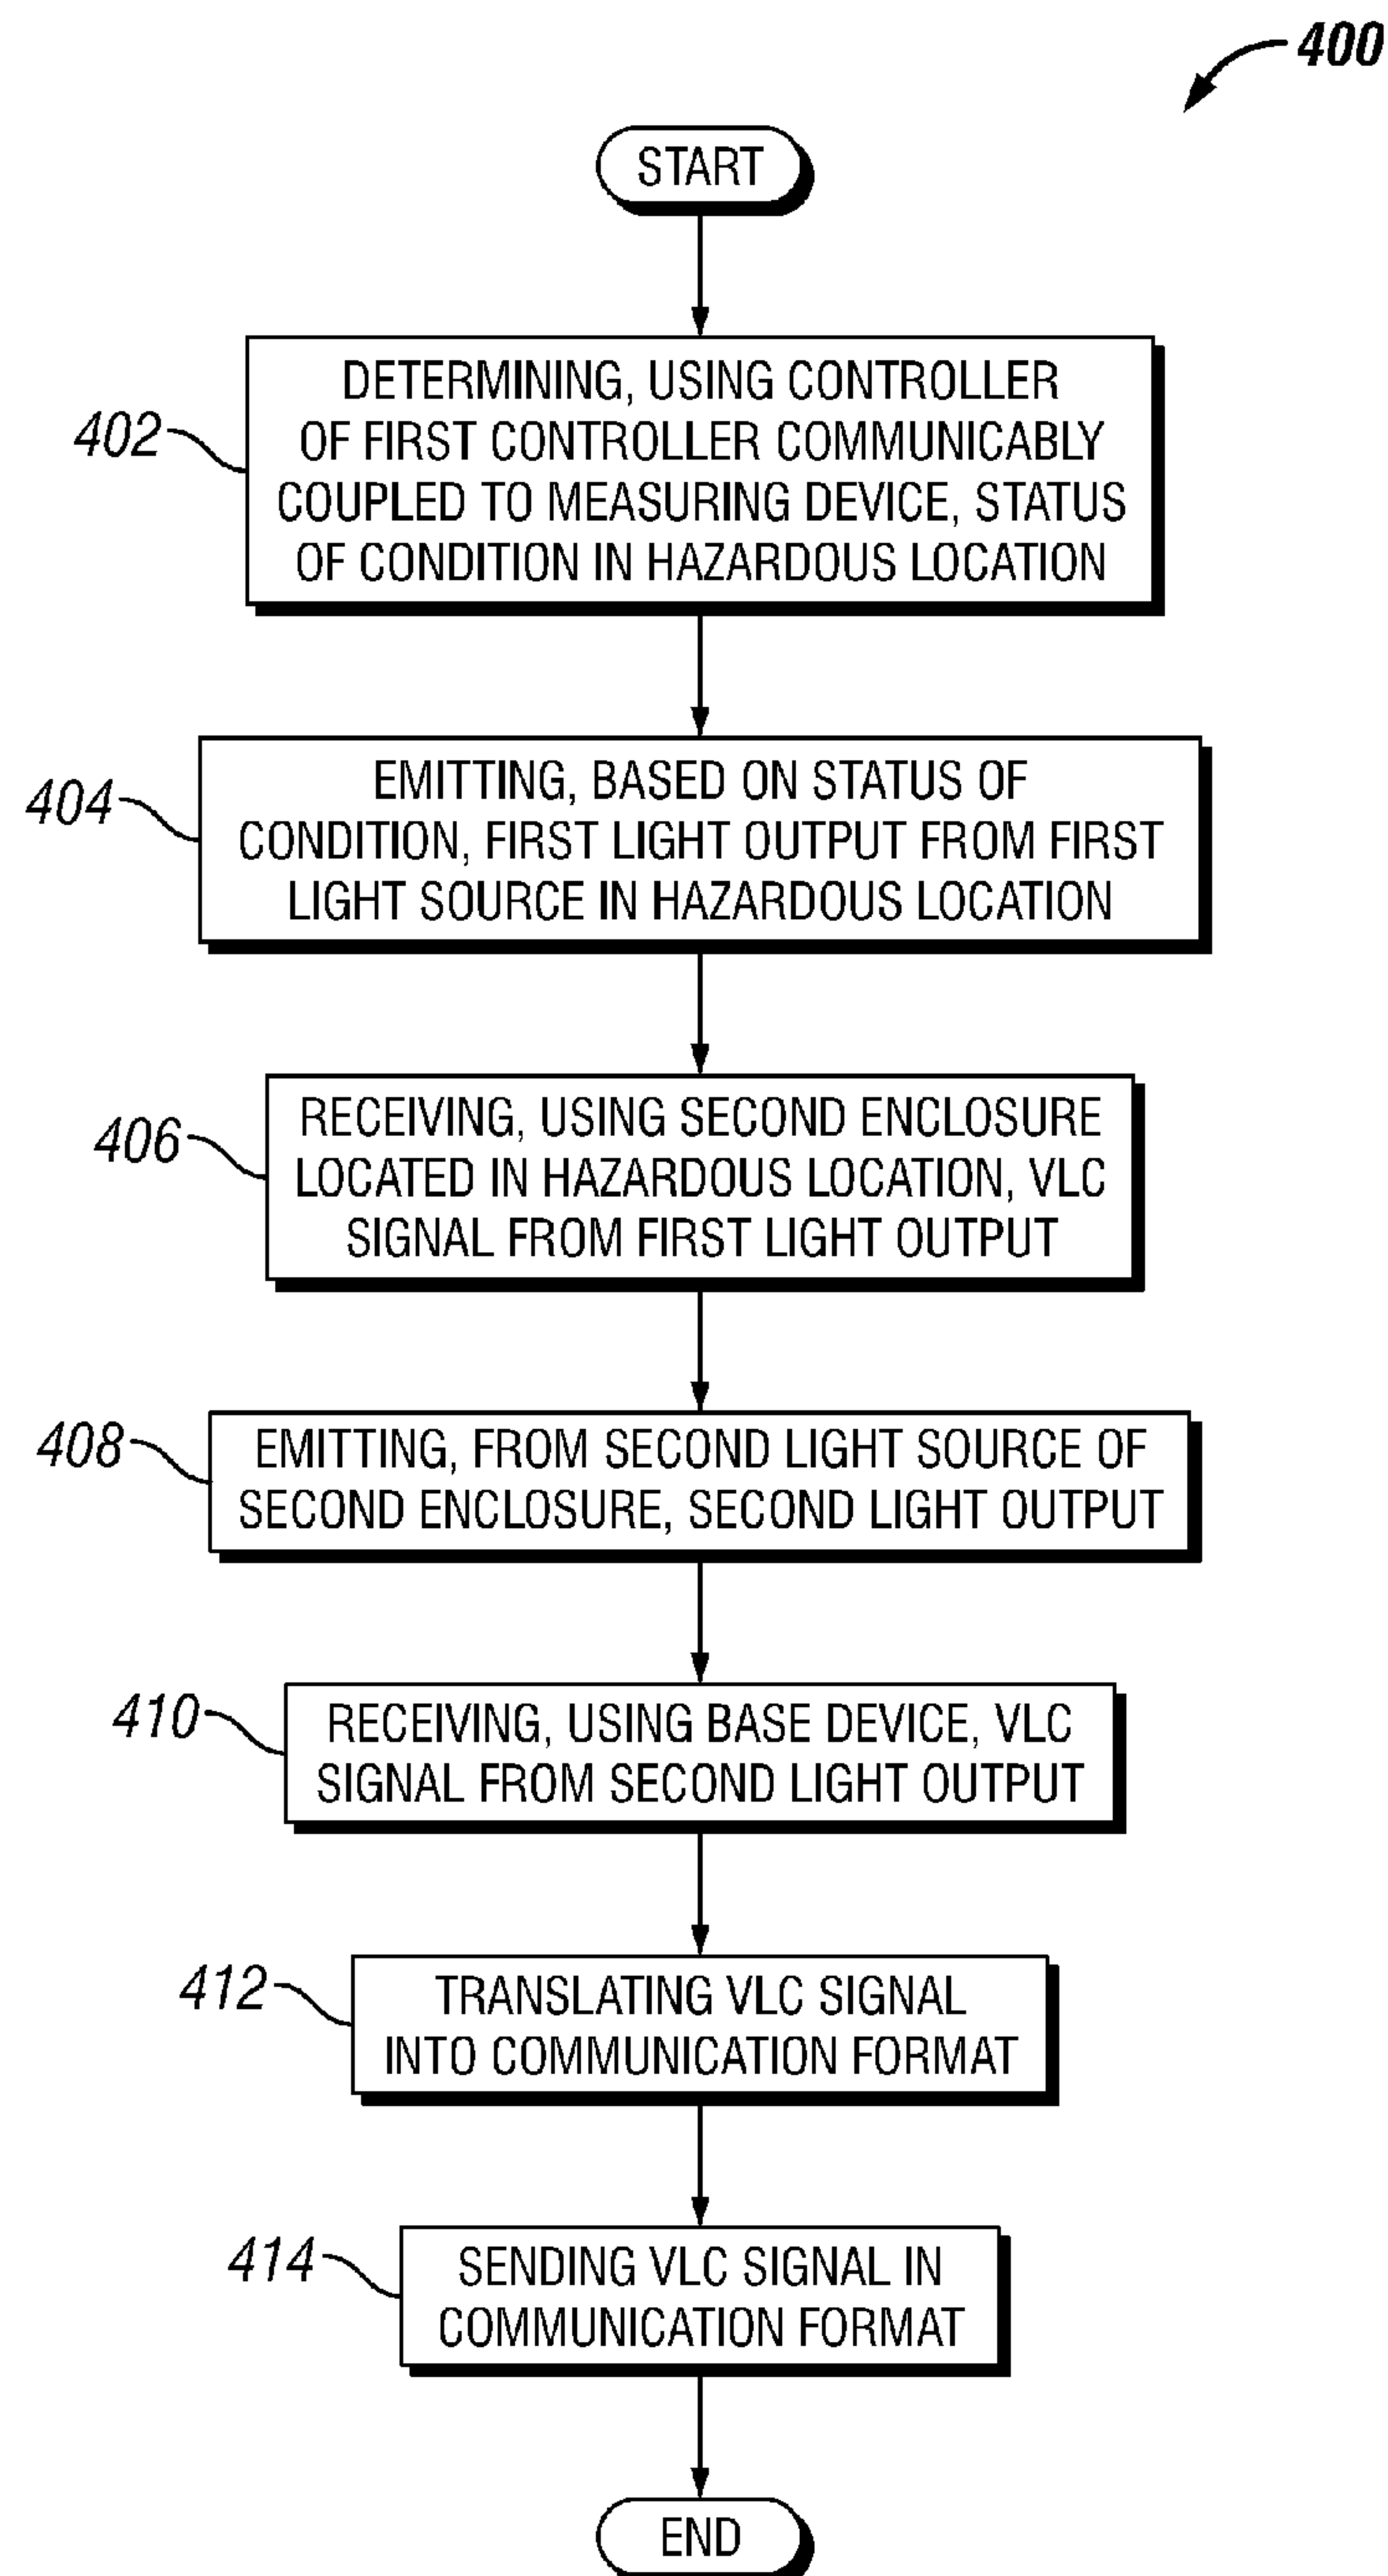 400
START
402
DETERMINING, USING CONTROLLER
OF FIRST CONTROLLER COMMUNICABLY
COUPLED TO MEASURING DEVICE, STATUS
OF CONDITION IN HAZARDOUS LOCATION
404
EMITTING, BASED ON STATUS OF
CONDITION, FIRST LIGHT OUTPUT FROM FIRST
LIGHT SOURCE IN HAZARDOUS LOCATION
406
RECEIVING, USING SECOND ENCLOSURE
LOCATED IN HAZARDOUS LOCATION, VLC
SIGNAL FROM FIRST LIGHT OUTPUT
408
EMITTING, FROM SECOND LIGHT SOURCE OF
SECOND ENCLOSURE, SECOND LIGHT OUTPUT
410
RECEIVING, USING BASE DEVICE, VLC
SIGNAL FROM SECOND LIGHT OUTPUT
412
TRANSLATING VLC SIGNAL
INTO COMMUNICATION FORMAT
414
SENDING VLC SIGNAL IN
COMMUNICATION FORMAT
END